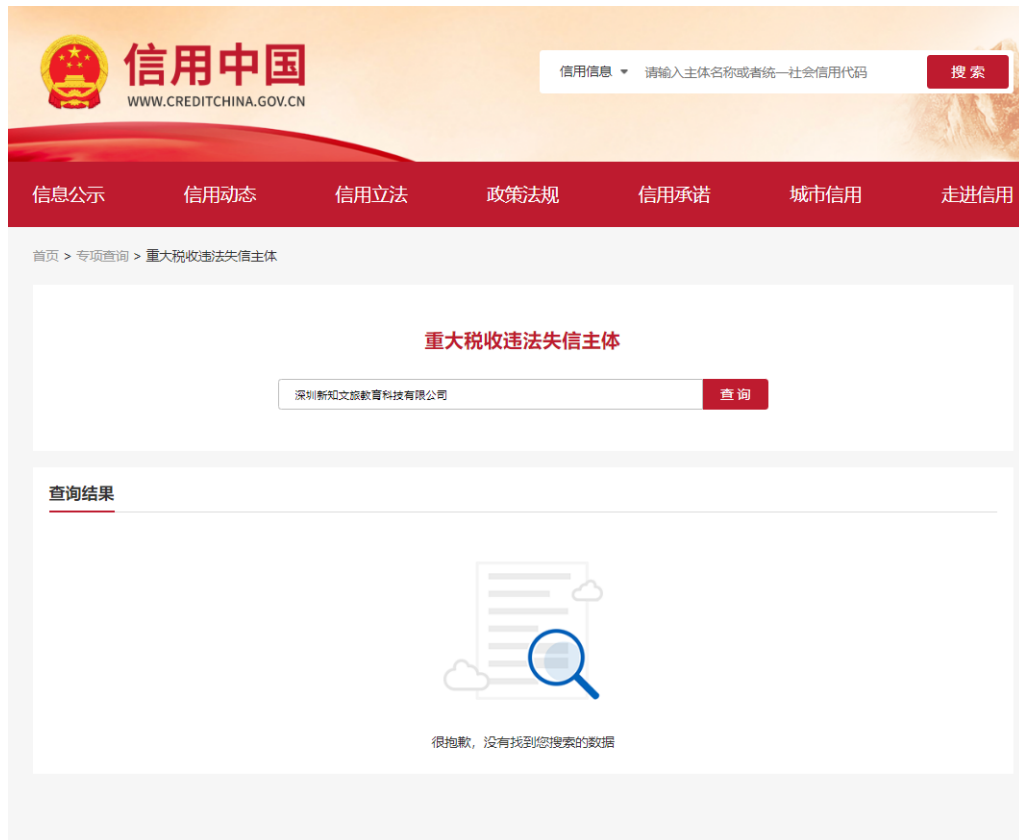 信用中国
WWW.CREDITCHINA.GOV.CN
信用信息 请输入主体名称或者统一社会信用代码 搜索
信息公示 信用动态 信用立法 政策法规 信用承诺 城市信用 走进信用
首页 > 专项查询 > 重大税收违法失信主体
重大税收违法失信主体
深圳新知文旅教育科技有限公司 查询
查询结果
很抱歉，没有找到您搜索的数据